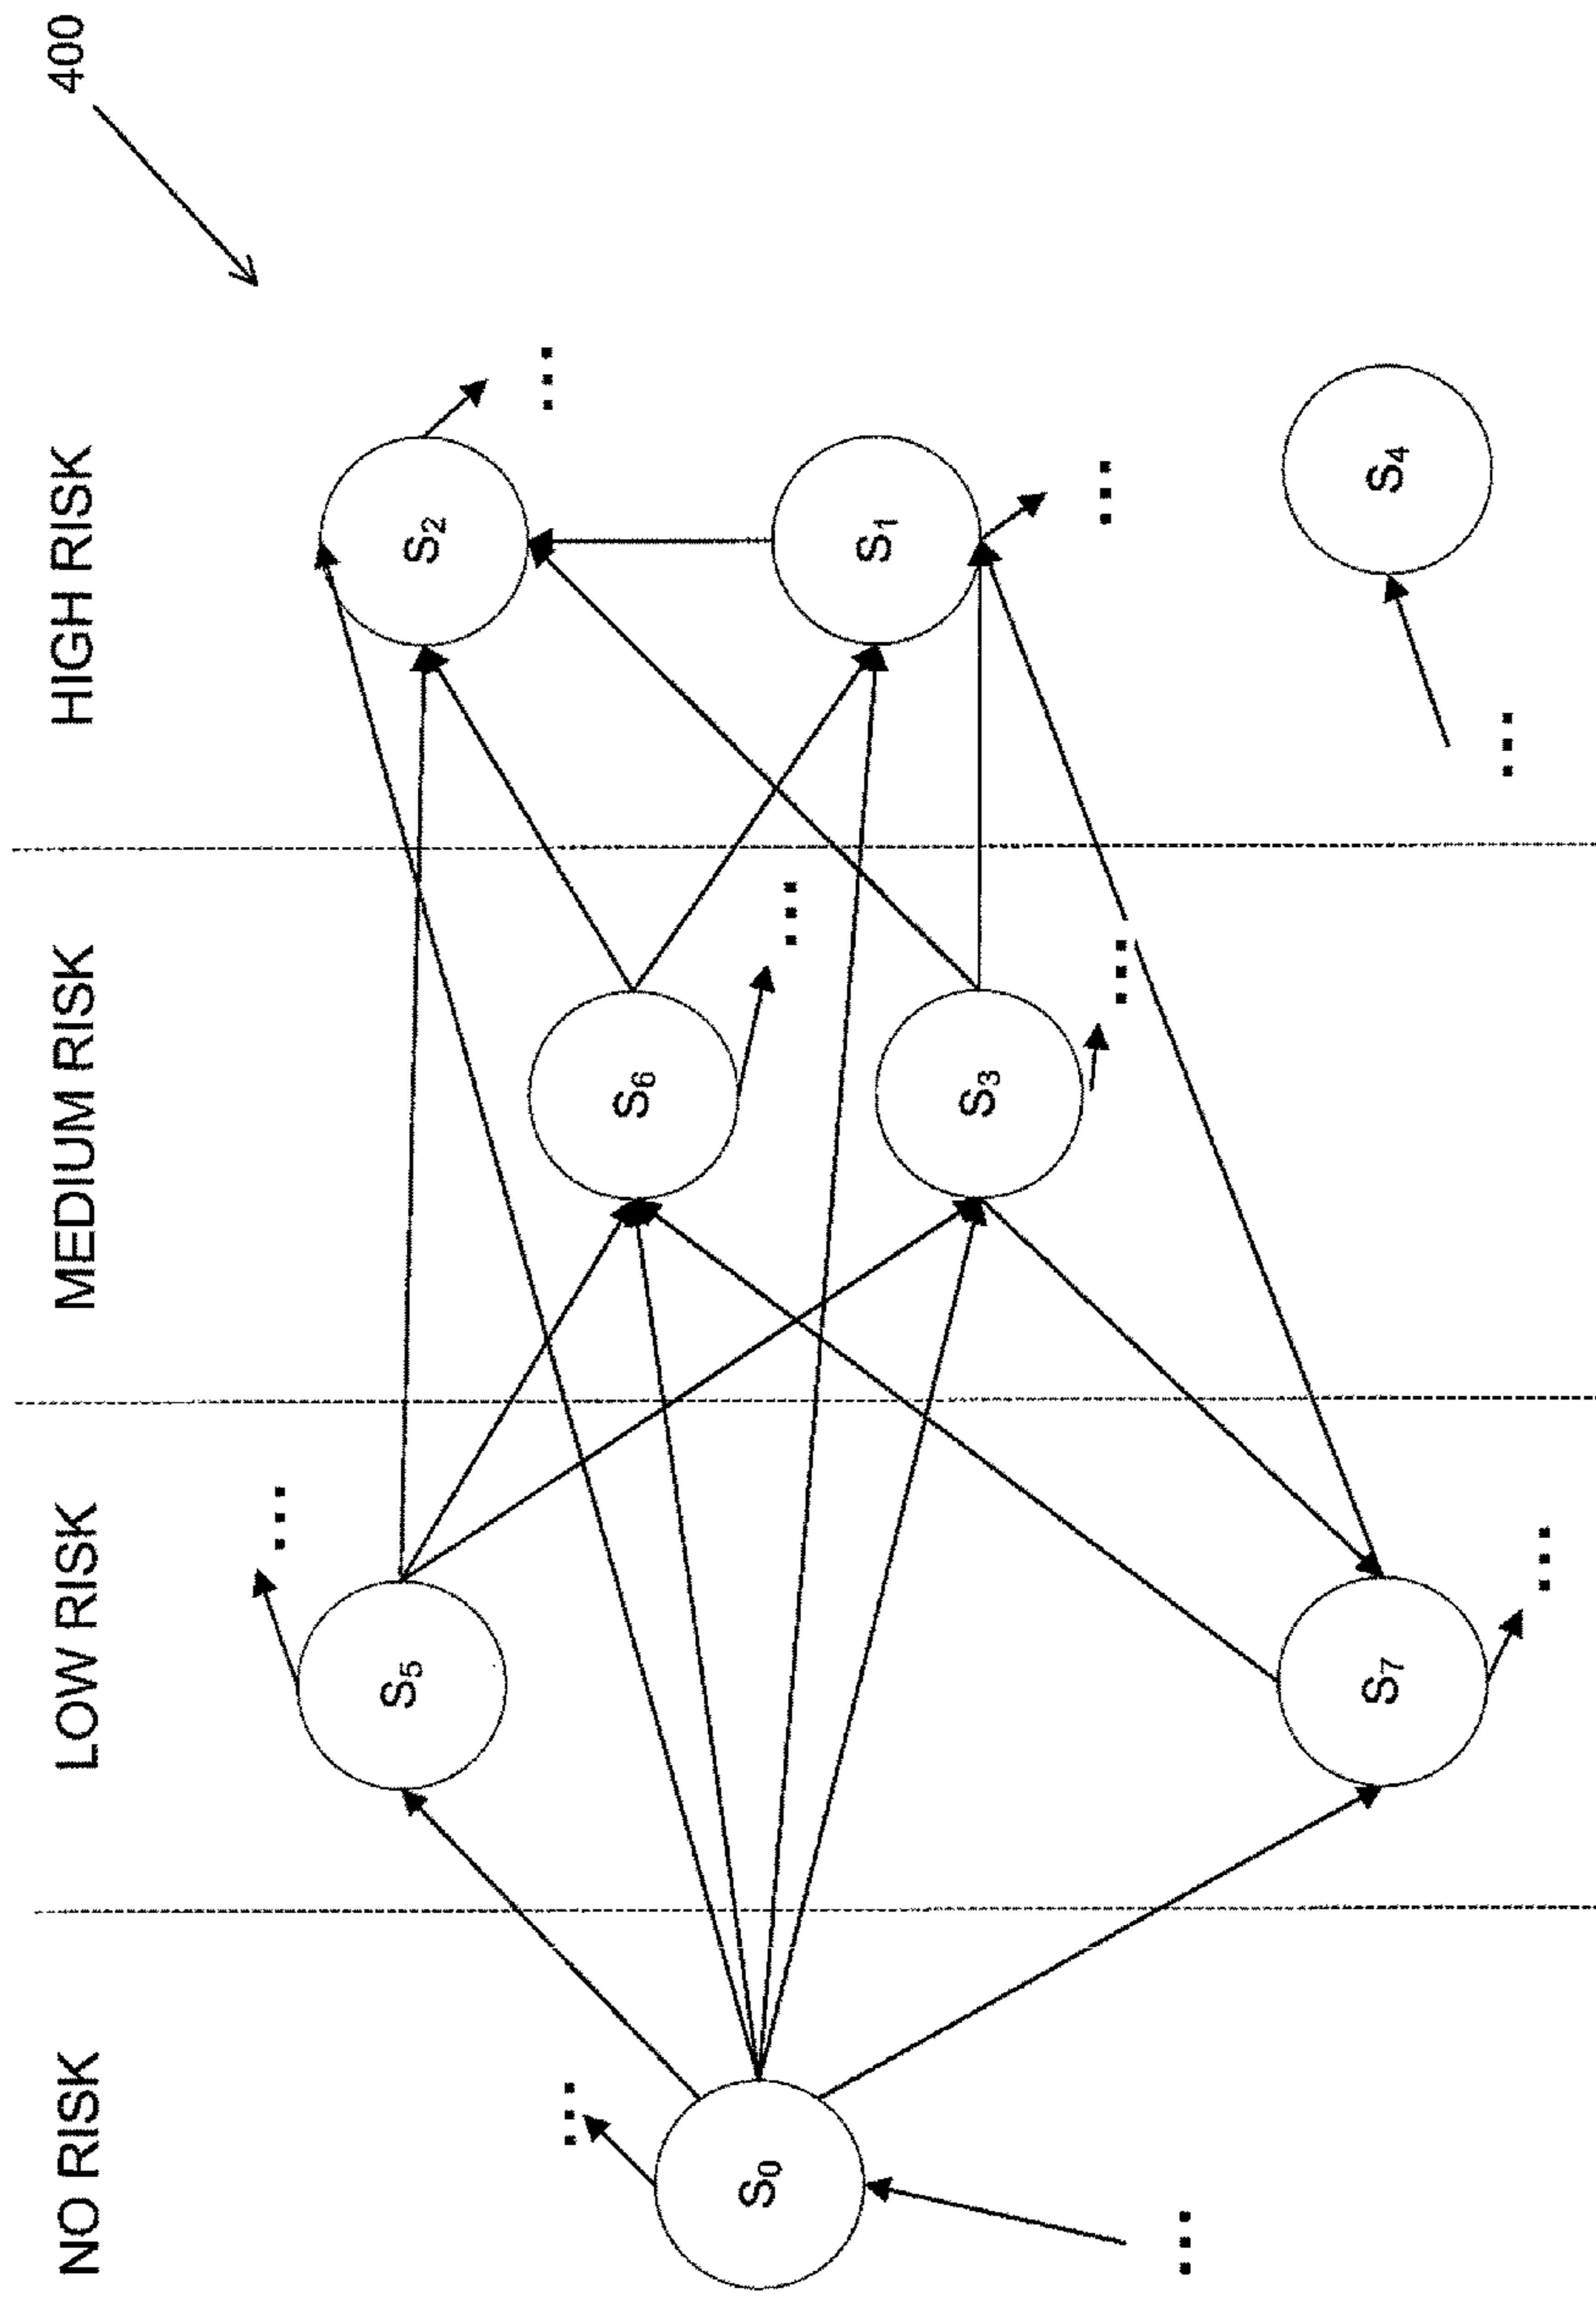 400
NO RISK
LOW RISK
MEDIUM RISK
HIGH RISK
S0
S5
S7
S6
S3
S2
S1
S4
...
...
...
...
...
...
...
...
...